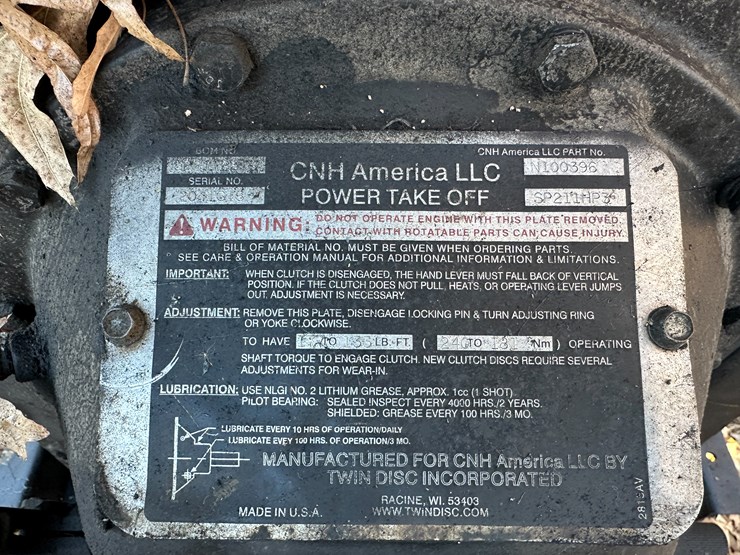 BOM NO.
CNH America LLC PART No.
CNH America LLC
N100396
SERIAL NO.
POWER TAKE OFF
SP211HP3
WARNING: DO NOT OPERATE ENGINE WITH THIS PLATE REMOVED.
CONTACT WITH ROTATABLE PARTS CAN CAUSE INJURY.
BILL OF MATERIAL NO. MUST BE GIVEN WHEN ORDERING PARTS.
SEE CARE & OPERATION MANUAL FOR ADDITIONAL INFORMATION & LIMITATIONS.
IMPORTANT: WHEN CLUTCH IS DISENGAGED, THE HAND LEVER MUST FALL BACK OF VERTICAL
POSITION. IF THE CLUTCH DOES NOT PULL, HEATS, OR OPERATING LEVER JUMPS
OUT, ADJUSTMENT IS NECESSARY.
ADJUSTMENT: REMOVE THIS PLATE, DISENGAGE LOCKING PIN & TURN ADJUSTING RING
OR YOKE CLOCKWISE.
TO HAVE TO LB.-FT. ( TO Nm ) OPERATING
SHAFT TORQUE TO ENGAGE CLUTCH. NEW CLUTCH DISCS REQUIRE SEVERAL
ADJUSTMENTS FOR WEAR-IN.
LUBRICATION: USE NLGI NO. 2 LITHIUM GREASE, APPROX. 1cc (1 SHOT)
PILOT BEARING: SEALED INSPECT EVERY 4000 HRS./2 YEARS.
SHIELDED: GREASE EVERY 100 HRS./3 MO.
LUBRICATE EVERY 10 HRS OF OPERATION/DAILY
LUBRICATE EVEY 100 HRS. OF OPERATION/3 MO.
MANUFACTURED FOR CNH America LLC BY
TWIN DISC INCORPORATED
RACINE, WI. 53403
MADE IN U.S.A.
WWW.TWINDISC.COM